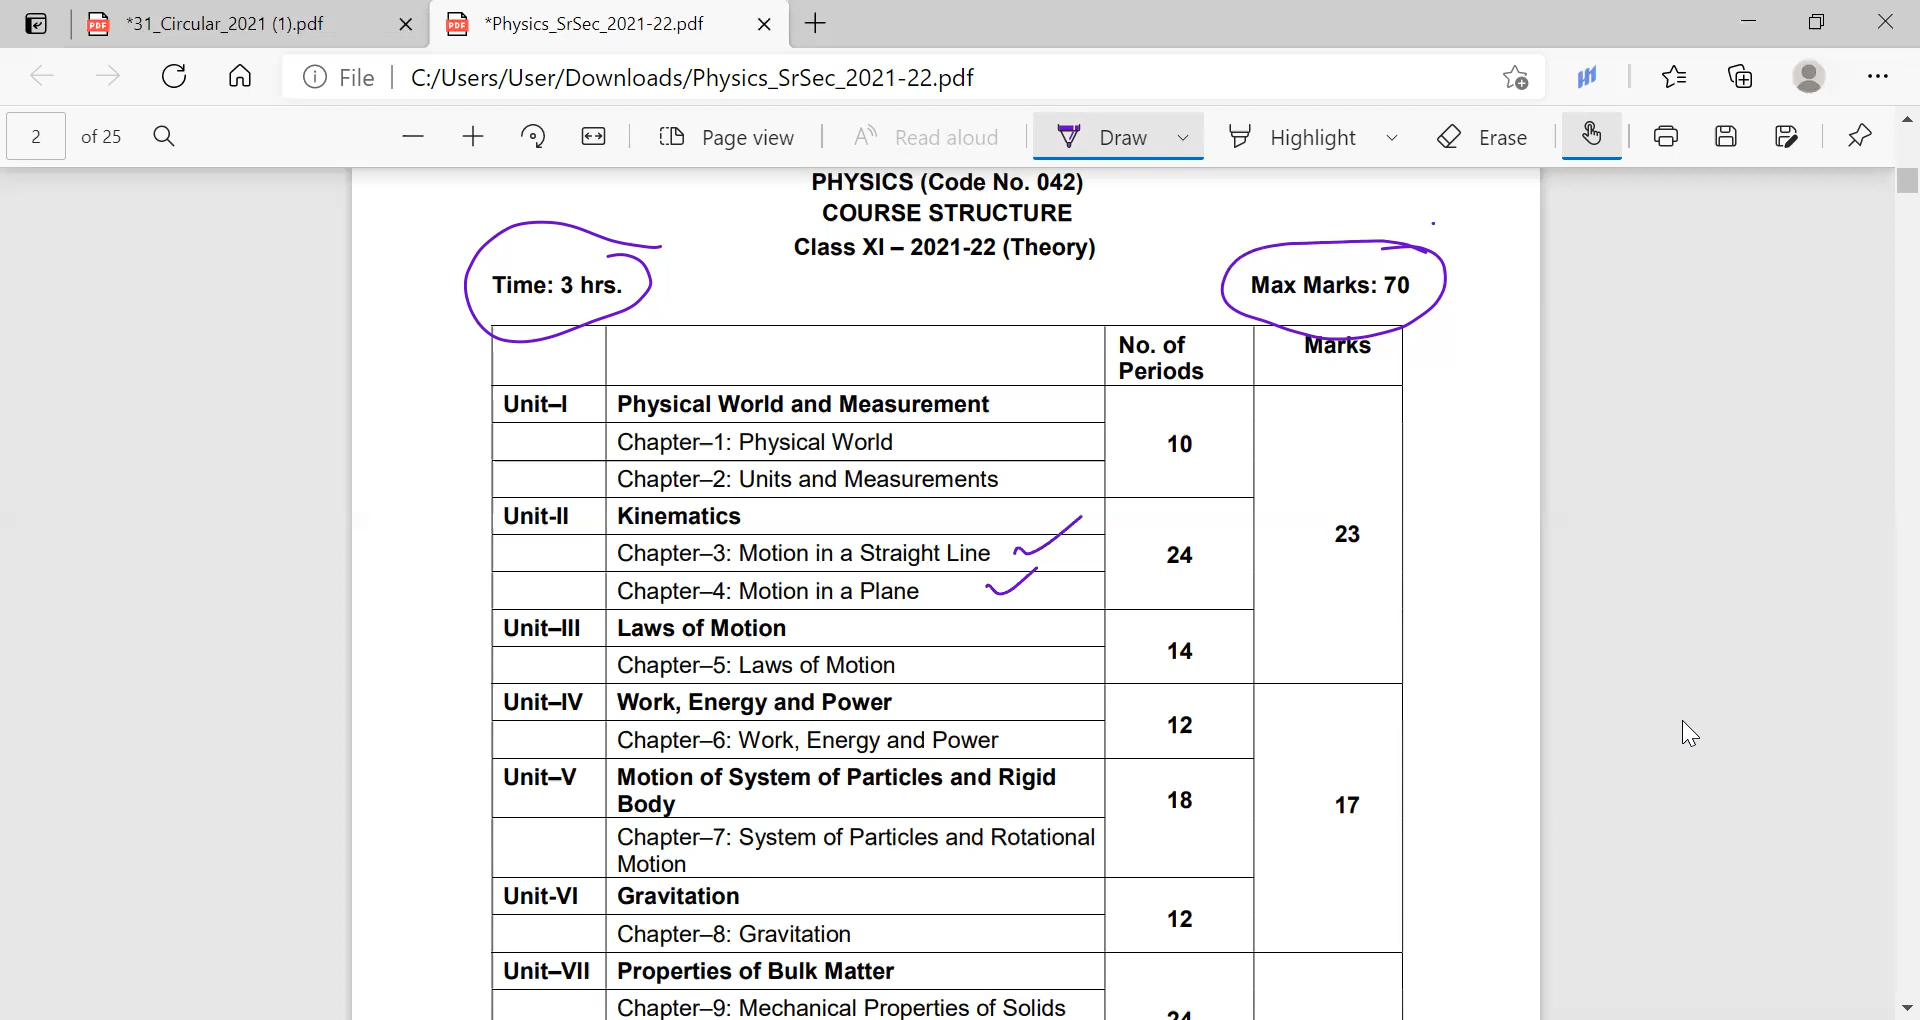 *31_Circular_2021 (1).pdf
*Physics_SrSec_2021-22.pdf
File
C:/Users/User/Downloads/Physics_SrSec_2021-22.pdf
2 of 25
Page view
Read aloud
Draw
Highlight
Erase
PHYSICS (Code No. 042)
COURSE STRUCTURE
Class XI – 2021-22 (Theory)
Time: 3 hrs. Max Marks: 70
No. of Periods Marks
Unit–I Physical World and Measurement
10
23
Chapter–1: Physical World
Chapter–2: Units and Measurements
Unit-II Kinematics
24
Chapter–3: Motion in a Straight Line
Chapter–4: Motion in a Plane
Unit–III Laws of Motion
14
Chapter–5: Laws of Motion
Unit–IV Work, Energy and Power
12
17
Chapter–6: Work, Energy and Power
Unit–V Motion of System of Particles and Rigid
Body
18
Chapter–7: System of Particles and Rotational
Motion
Unit-VI Gravitation
12
Chapter–8: Gravitation
Unit–VII Properties of Bulk Matter
24
Chapter–9: Mechanical Properties of Solids